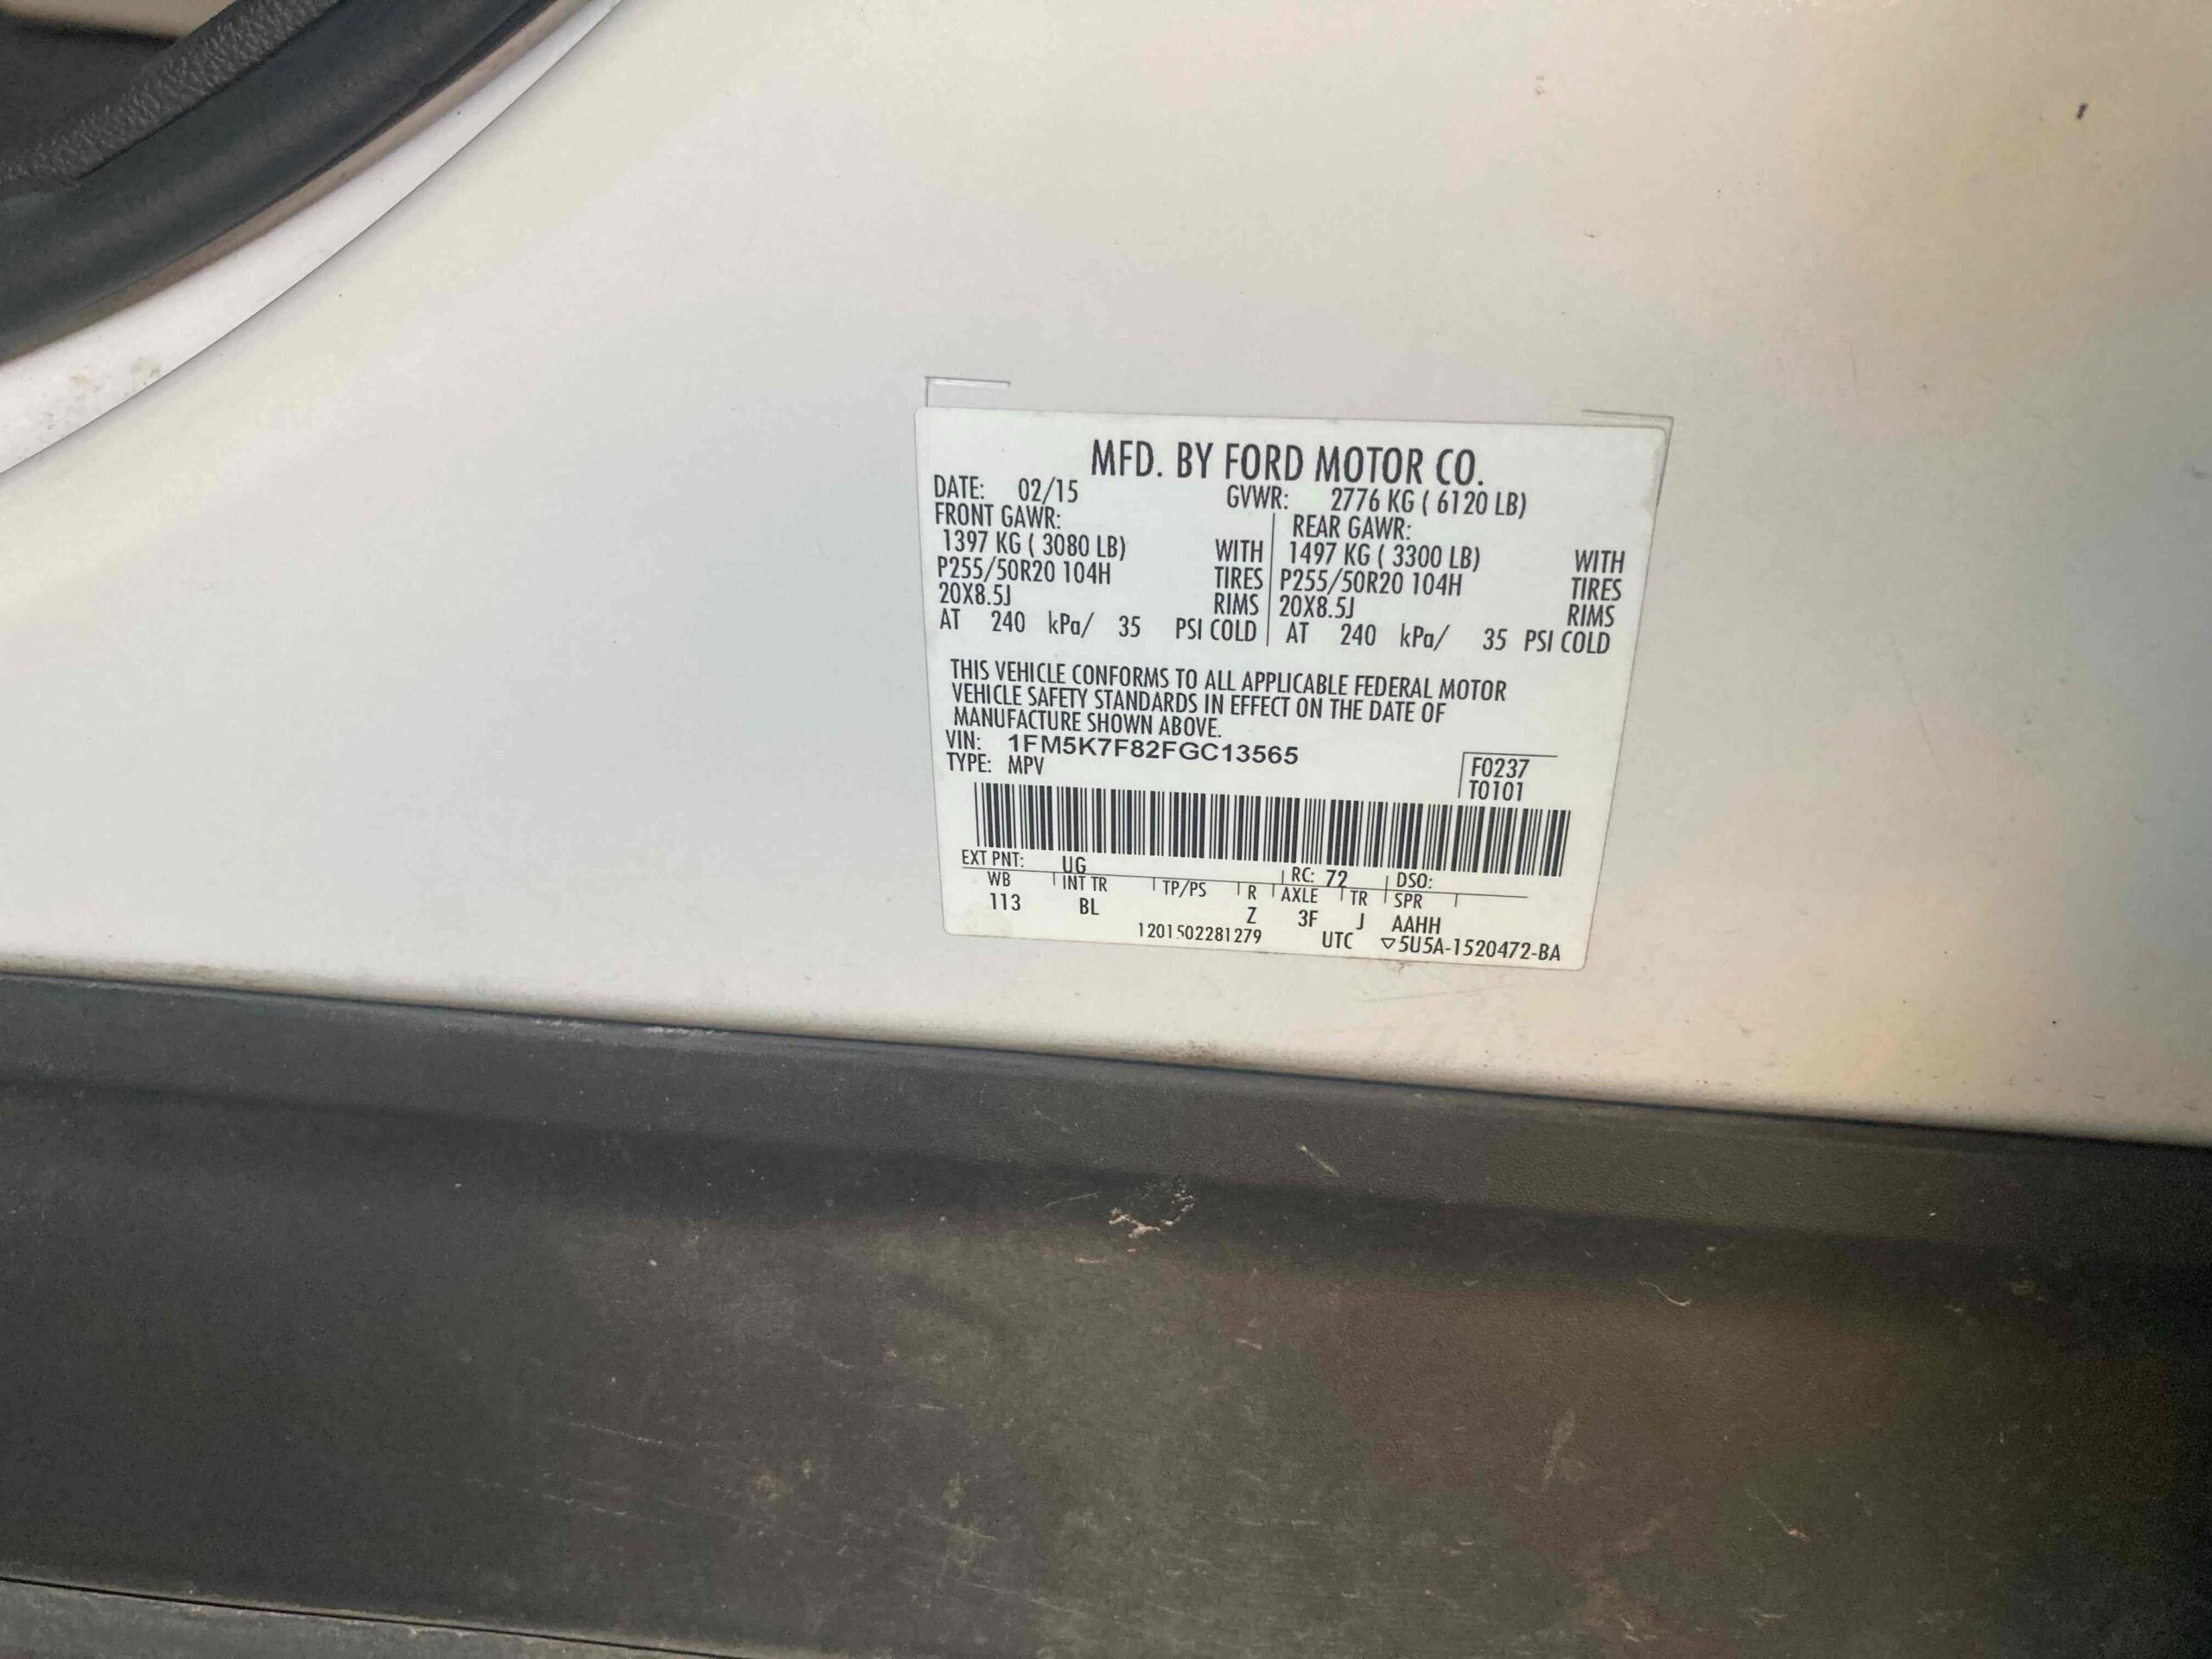 MFD. BY FORD MOTOR CO.
DATE: 02/15 GVWR: 2776 KG ( 6120 LB)
FRONT GAWR: REAR GAWR:
1397 KG ( 3080 LB) WITH 1497 KG ( 3300 LB) WITH
P255/50R20 104H TIRES P255/50R20 104H TIRES
20X8.5J RIMS 20X8.5J RIMS
AT 240 kPa/ 35 PSI COLD AT 240 kPa/ 35 PSI COLD
THIS VEHICLE CONFORMS TO ALL APPLICABLE FEDERAL MOTOR
VEHICLE SAFETY STANDARDS IN EFFECT ON THE DATE OF
MANUFACTURE SHOWN ABOVE.
VIN: 1FM5K7F82FGC13565
TYPE: MPV
F0237
T0101
EXT PNT: UG RC: 72 DSO:
WB INT TR TP/PS R AXLE TR SPR
113 BL Z 3F J AAHH
1201502281279 UTC ▽5U5A-1520472-BA